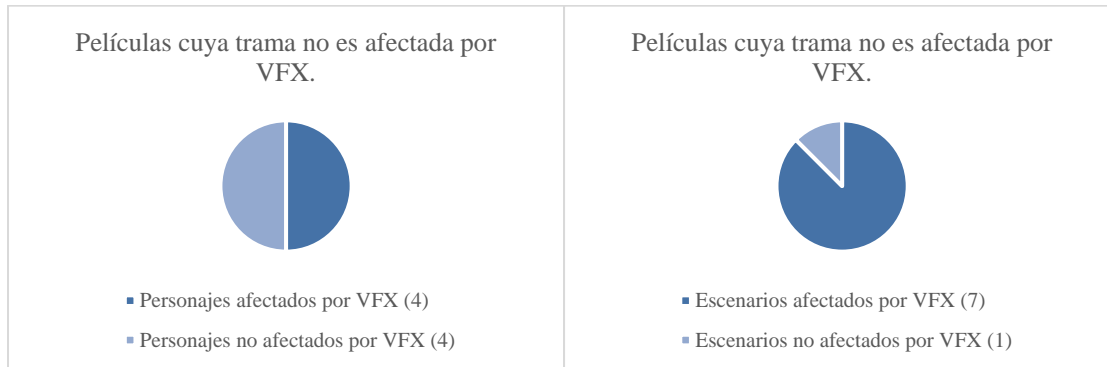 Películas cuya trama no es afectada por
VFX.
Personajes afectados por VFX (4)
Personajes no afectados por VFX (4)
Películas cuya trama no es afectada por
VFX.
Escenarios afectados por VFX (7)
Escenarios no afectados por VFX (1)